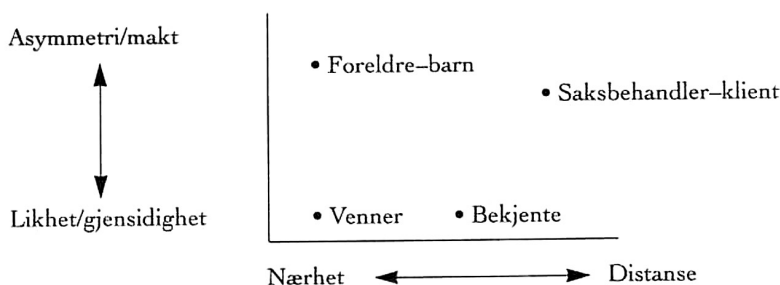 Asymmetri/makt
• Foreldre–barn
• Saksbehandler–klient
Likhet/gjensidighet
• Venner
• Bekjente
Nærhet
Distanse